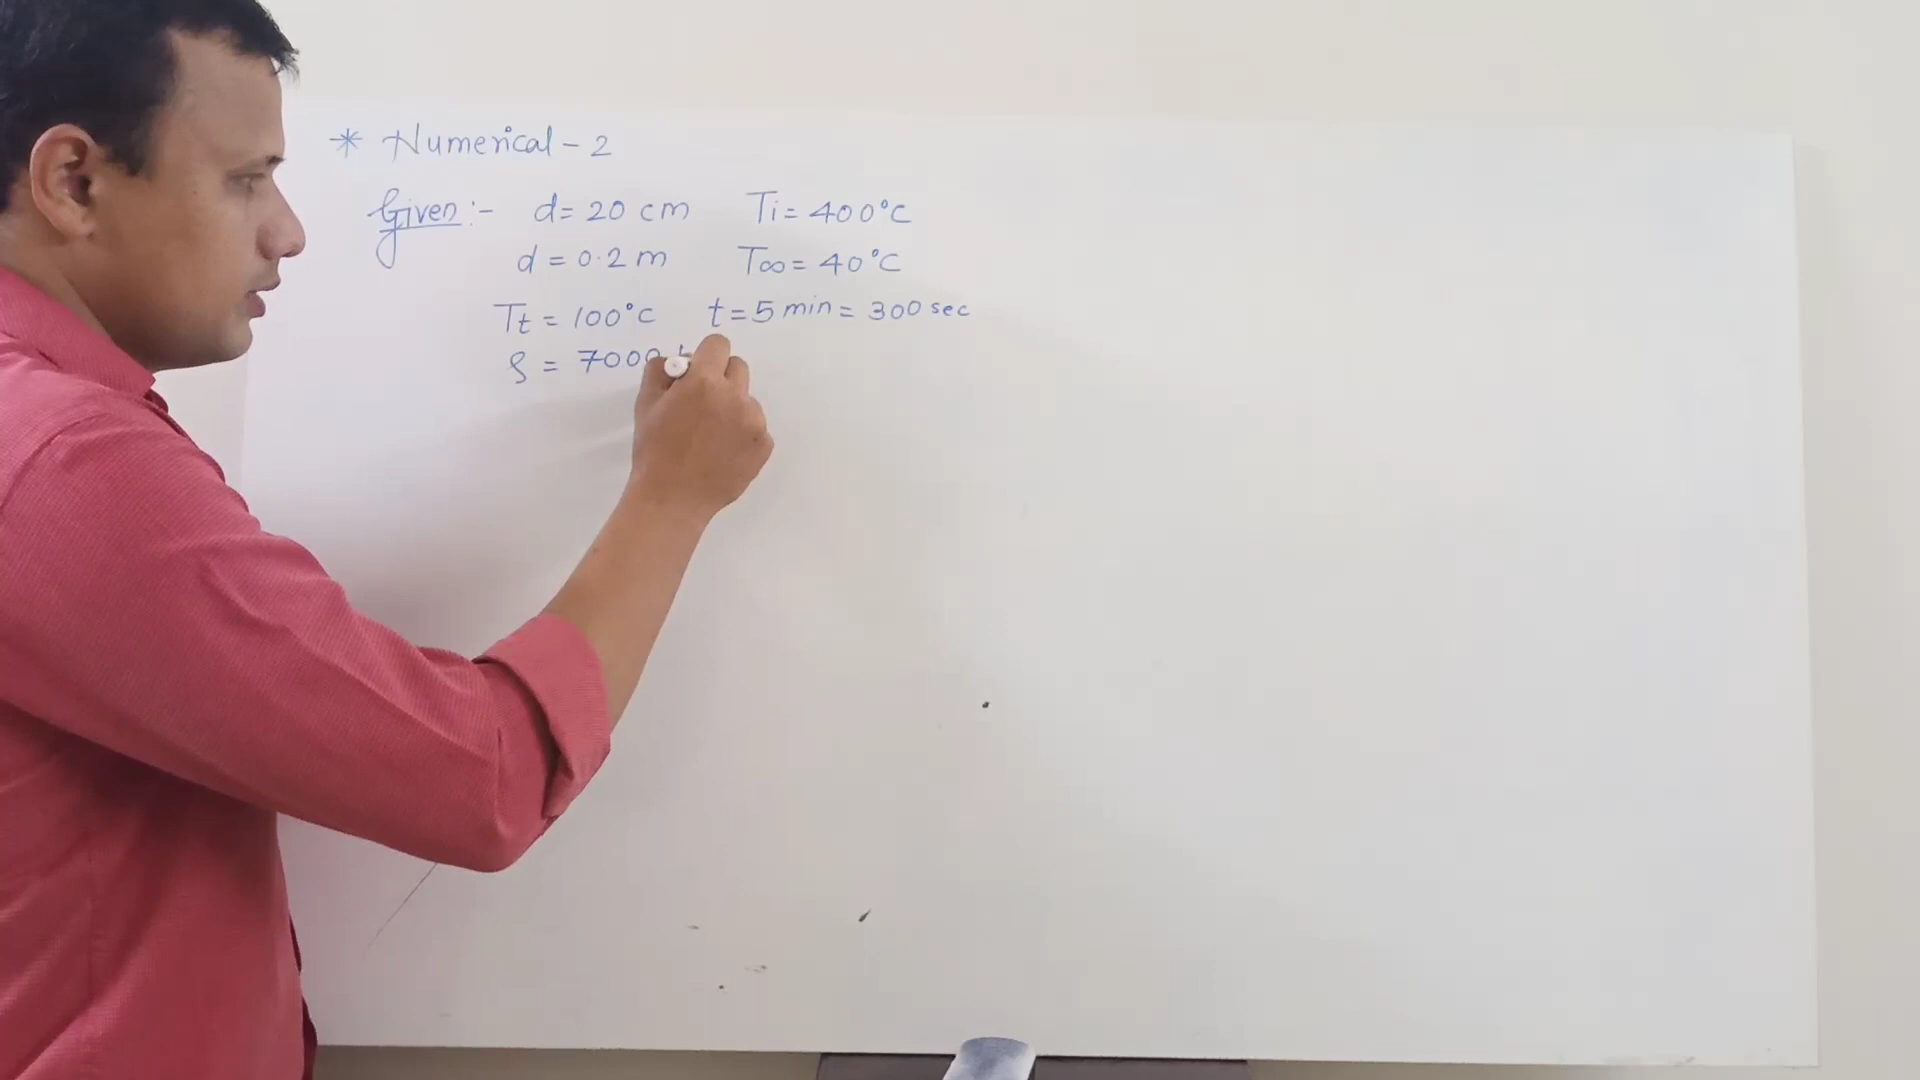 * Numerical - 2
Given :- d = 20 cm Ti = 400°C
d = 0.2 m T∞ = 40°C
Tt = 100°C t = 5 min = 300 sec
ρ = 7000